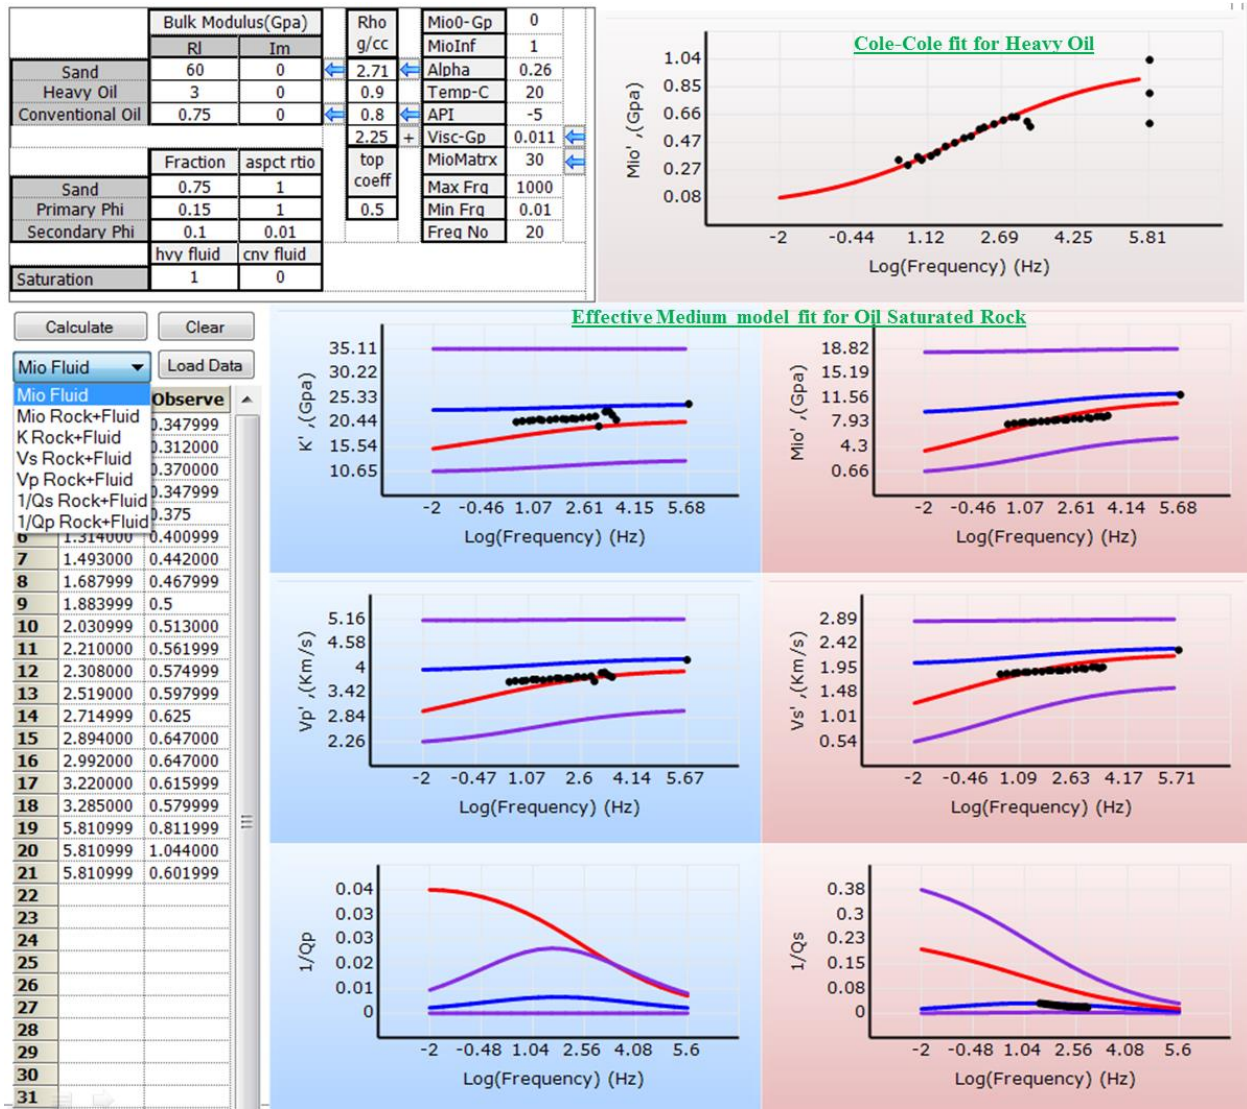 Bulk Modulus(Gpa)
Rl Im
Sand 60 0
Heavy Oil 3 0
Conventional Oil 0.75 0
Rho
g/cc
2.71
0.9
0.8
2.25 +
top
coeff
0.5
Mio0-Gp 0
MioInf 1
Alpha 0.26
Temp-C 20
API -5
Visc-Gp 0.011
MioMatrx 30
Max Frq 1000
Min Frq 0.01
Freq No 20
Fraction aspct rtio
Sand 0.75 1
Primary Phi 0.15 1
Secondary Phi 0.1 0.01
hvy fluid cnv fluid
Saturation 1 0
Cole-Cole fit for Heavy Oil
Mio' ,(Gpa)
1.04
0.85
0.66
0.47
0.27
0.08
-2 -0.44 1.12 2.69 4.25 5.81
Log(Frequency) (Hz)
Calculate Clear
Mio Fluid Load Data
Mio Fluid
Mio Rock+Fluid
K Rock+Fluid
Vs Rock+Fluid
Vp Rock+Fluid
1/Qs Rock+Fluid
1/Qp Rock+Fluid
Observe
0.347999
0.312000
0.370000
0.347999
0.375
6 1.314000 0.400999
7 1.493000 0.442000
8 1.687999 0.467999
9 1.883999 0.5
10 2.030999 0.513000
11 2.210000 0.561999
12 2.308000 0.574999
13 2.519000 0.597999
14 2.714999 0.625
15 2.894000 0.647000
16 2.992000 0.647000
17 3.220000 0.615999
18 3.285000 0.579999
19 5.810999 0.811999
20 5.810999 1.044000
21 5.810999 0.601999
22
23
24
25
26
27
28
29
30
31
Effective Medium model fit for Oil Saturated Rock
K' ,(Gpa)
35.11
30.22
25.33
20.44
15.54
10.65
-2 -0.46 1.07 2.61 4.15 5.68
Log(Frequency) (Hz)
Mio' ,(Gpa)
18.82
15.19
11.56
7.93
4.3
0.66
-2 -0.46 1.07 2.61 4.15 5.68
Log(Frequency) (Hz)
Vp' ,(Km/s)
5.16
4.58
4
3.42
2.84
2.26
-2 -0.47 1.07 2.6 4.14 5.67
Log(Frequency) (Hz)
Vs' ,(Km/s)
2.89
2.42
1.95
1.48
1.01
0.54
-2 -0.46 1.09 2.63 4.17 5.71
Log(Frequency) (Hz)
1/Qp
0.04
0.03
0.03
0.02
0.01
0
-2 -0.48 1.04 2.56 4.08 5.6
Log(Frequency) (Hz)
1/Qs
0.38
0.3
0.23
0.15
0.08
0
-2 -0.48 1.04 2.56 4.08 5.6
Log(Frequency) (Hz)